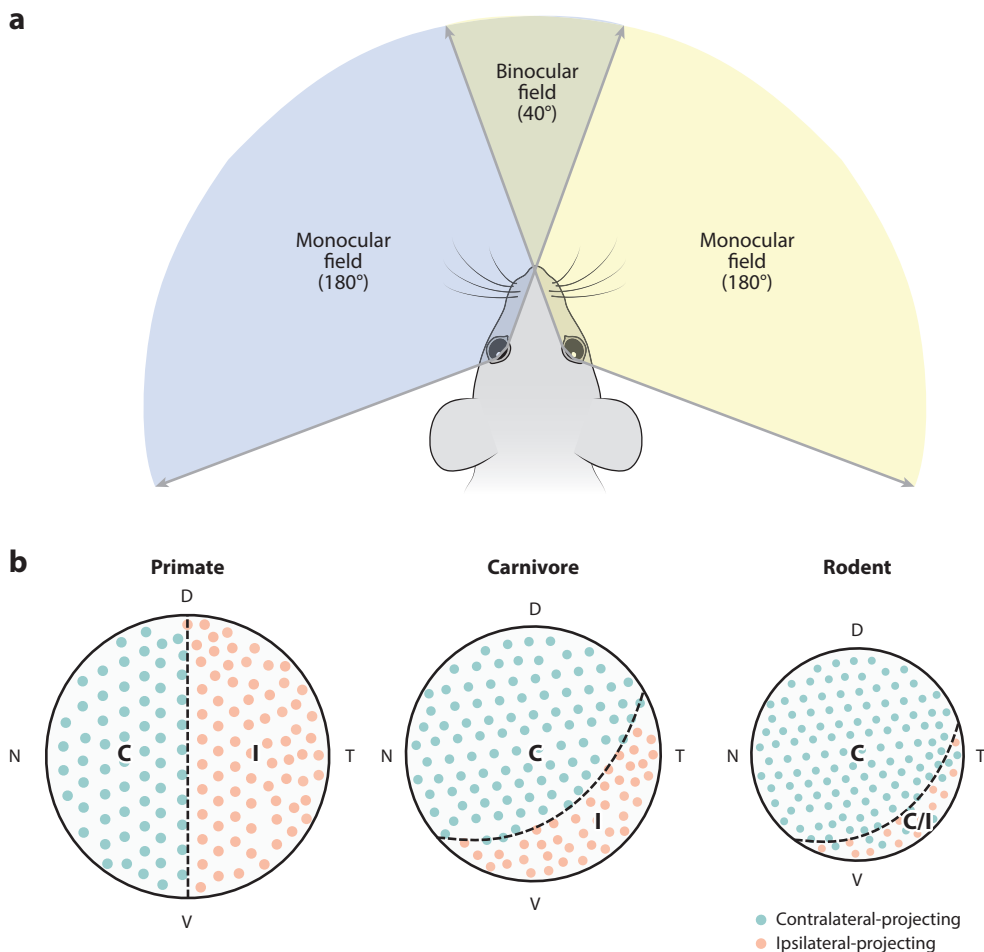 a
Binocular
field
(40°)
Monocular
field
(180°)
Monocular
field
(180°)
b
Primate
Carnivore
Rodent
D
D
D
N
C
I
T
N
C
I
T
N
C
C/I
T
V
V
V
Contralateral-projecting
Ipsilateral-projecting